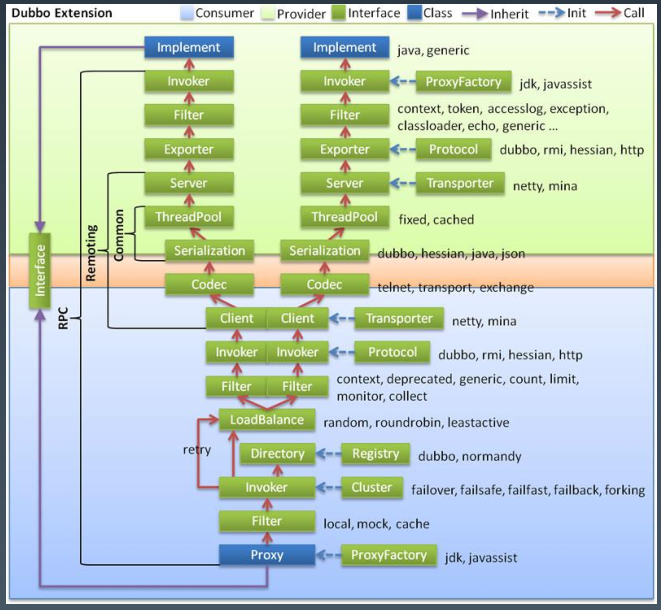 Dubbo Extension Consumer Provider Interface Class Inherit Init Call
Implement Implement java, generic
Invoker Invoker ProxyFactory jdk, javassist
Filter Filter context, token, accesslog, exception,
classloader, echo, generic ...
Exporter Exporter Protocol dubbo, rmi, hessian, http
Server Server Transporter netty, mina
ThreadPool ThreadPool fixed, cached
Serialization Serialization dubbo, hessian, java, json
Codec Codec telnet, transport, exchange
Interface
RPC
Remoting
Common
Client Client Transporter netty, mina
Invoker Invoker Protocol dubbo, rmi, hessian, http
Filter Filter context, deprecated, generic, count, limit,
monitor, collect
LoadBalance random, roundrobin, leastactive
retry
Directory Registry dubbo, normandy
Invoker Cluster failover, failsafe, failfast, failback, forking
Filter local, mock, cache
Proxy ProxyFactory jdk, javassist